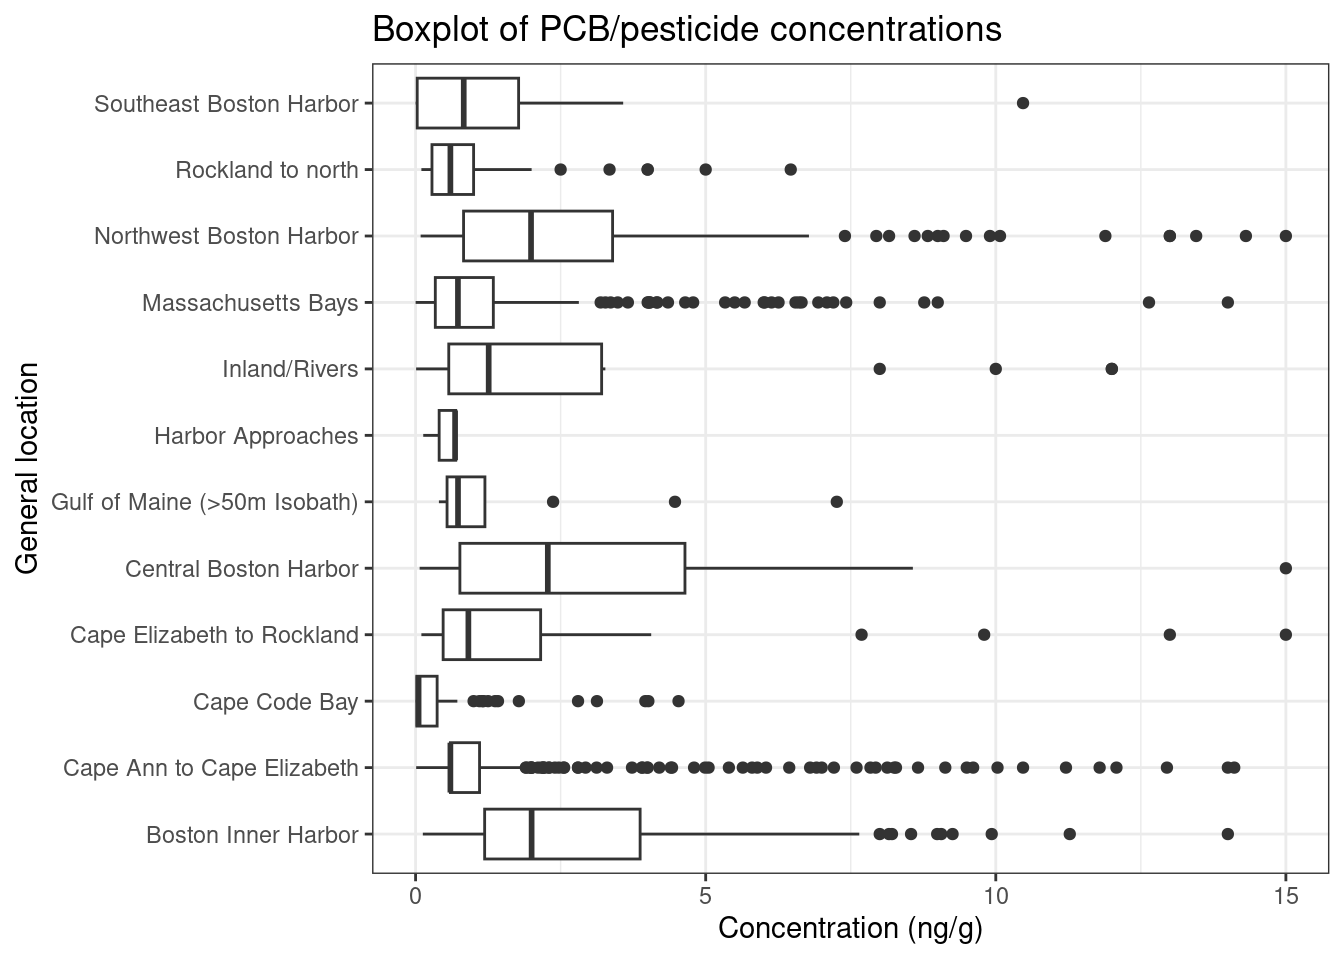 Boxplot of PCB/pesticide concentrations
General location
Southeast Boston Harbor
Rockland to north
Northwest Boston Harbor
Massachusetts Bays
Inland/Rivers
Harbor Approaches
Gulf of Maine (>50m Isobath)
Central Boston Harbor
Cape Elizabeth to Rockland
Cape Code Bay
Cape Ann to Cape Elizabeth
Boston Inner Harbor
0 5 10 15
Concentration (ng/g)